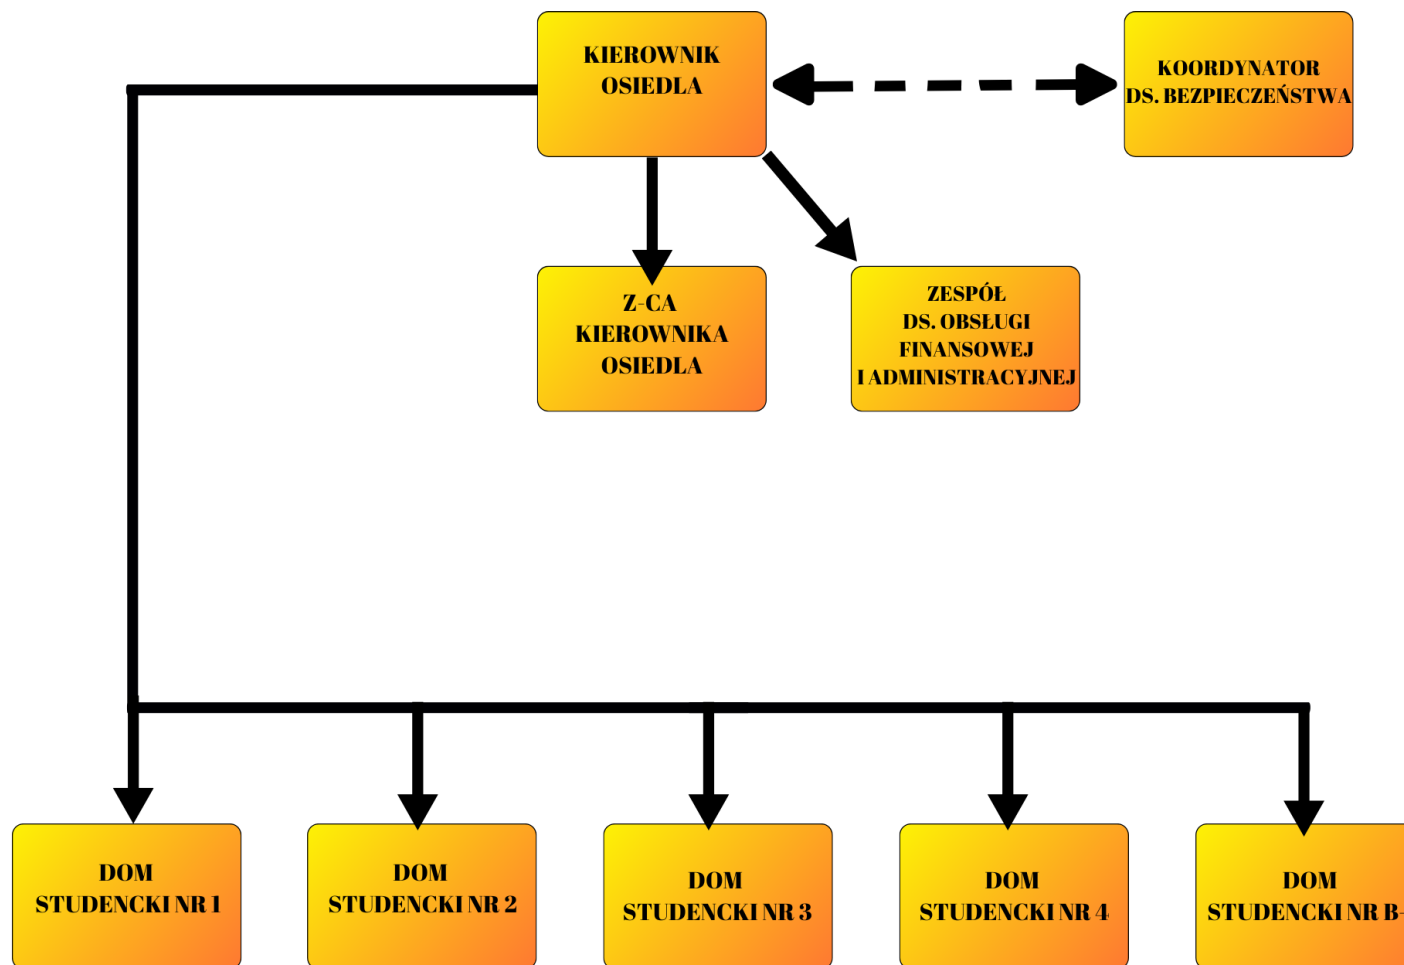 KIEROWNIK
OSIEDLA
KOORDYNATOR
DS. BEZPIECZEŃSTWA
Z-CA
KIEROWNIKA
OSIEDLA
ZESPÓŁ
DS. OBSŁUGI
FINANSOWEJ
I ADMINISTRACYJNEJ
DOM
STUDENCKI NR 1
DOM
STUDENCKI NR 2
DOM
STUDENCKI NR 3
DOM
STUDENCKI NR 4
DOM
STUDENCKI NR B-